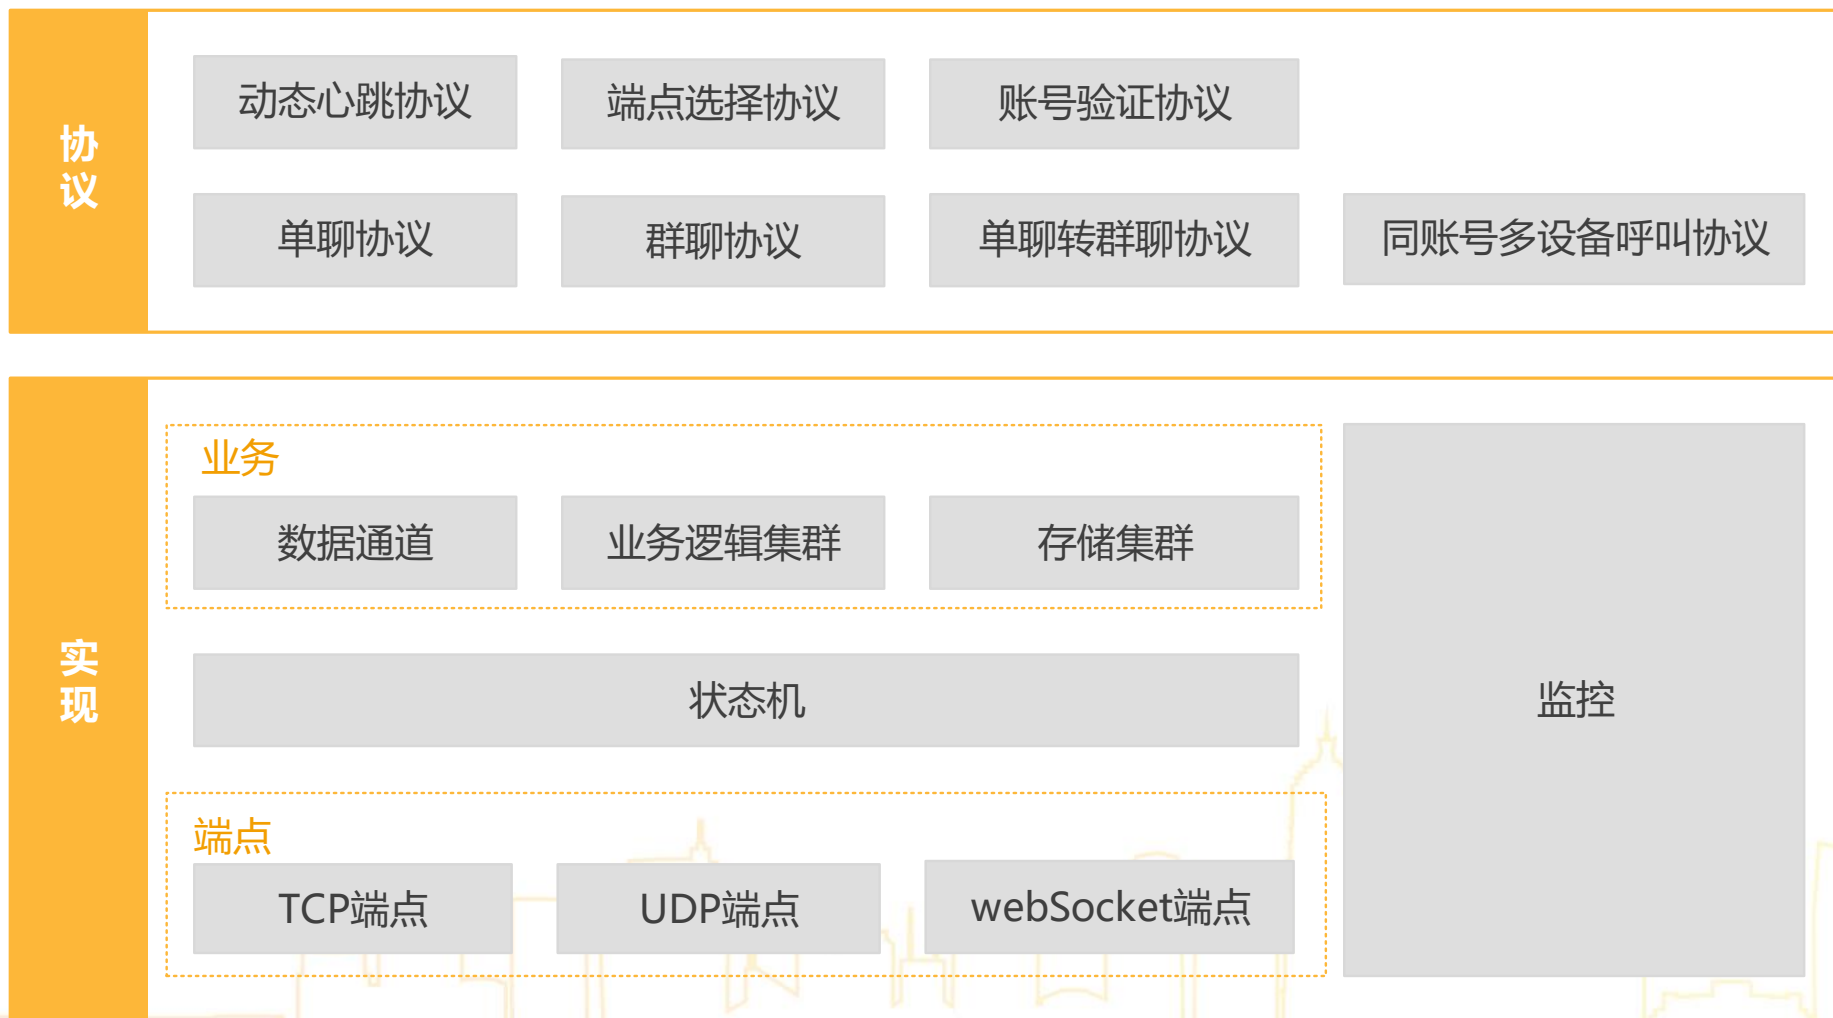 协议
动态心跳协议
端点选择协议
账号验证协议
单聊协议
群聊协议
单聊转群聊协议
同账号多设备呼叫协议
实现
业务
数据通道
业务逻辑集群
存储集群
状态机
监控
端点
TCP端点
UDP端点
webSocket端点